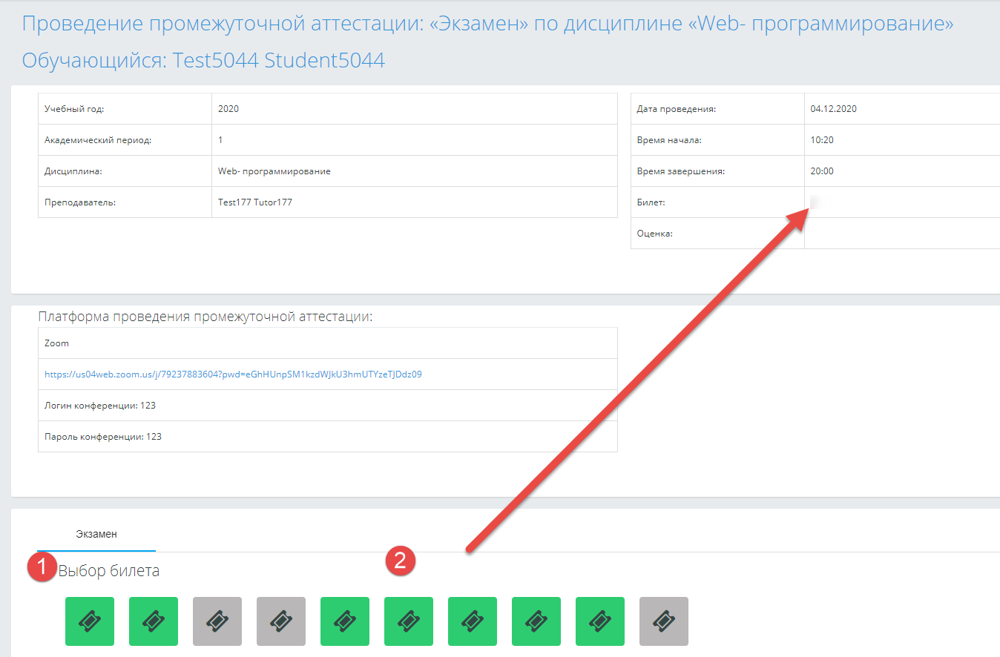 Проведение промежуточной аттестации: «Экзамен» по дисциплине «Web- программирование»
Обучающийся: Test5044 Student5044
Учебный год: 2020
Академический период: 1
Дисциплина: Web- программирование
Преподаватель: Test177 Tutor177
Дата проведения: 04.12.2020
Время начала: 10:20
Время завершения: 20:00
Билет:
Оценка:
Платформа проведения промежуточной аттестации:
Zoom
https://us04web.zoom.us/j/79237883604?pwd=eGhHUnpSM1kzdWJkU3hmUTYzeTJDdz09
Логин конференции: 123
Пароль конференции: 123
Экзамен
1 Выбор билета
2